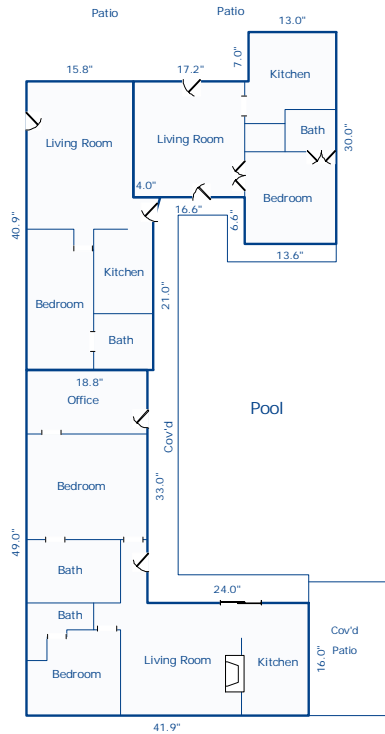 Patio
Patio
13.0"
7.0"
15.8"
17.2"
Kitchen
Living Room
Living Room
Bath
30.0"
4.0"
16.6"
Bedroom
6.6"
40.9"
13.6"
Kitchen
21.0"
Bedroom
Bath
18.8"
Office
Pool
Cov'd
Bedroom
33.0"
49.0"
Bath
24.0"
Bath
Cov'd
Patio
16.0"
Living Room
Kitchen
Bedroom
41.9"